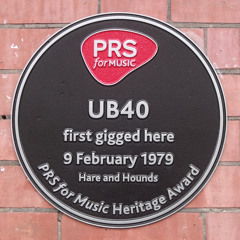 PRS
for MUSIC
UB40
first gigged here
9 February 1979
Hare and Hounds
PRS for Music Heritage Award